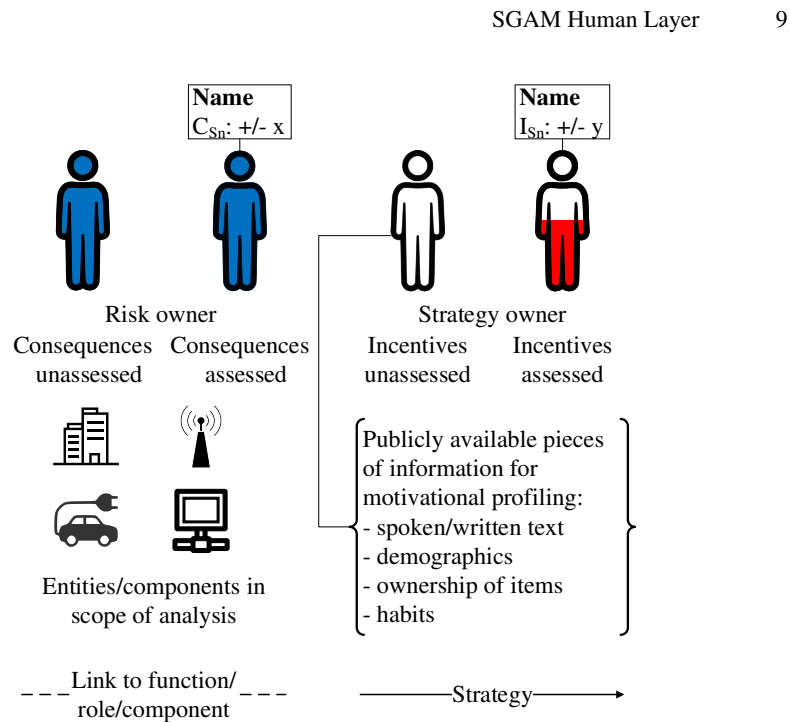 SGAM Human Layer 9
Name
C_Sn: +/- x
Name
I_Sn: +/- y
Risk owner
Strategy owner
Consequences
unassessed
Consequences
assessed
Incentives
unassessed
Incentives
assessed
Publicly available pieces
of information for
motivational profiling:
- spoken/written text
- demographics
- ownership of items
- habits
Entities/components in
scope of analysis
Link to function/
role/component
Strategy